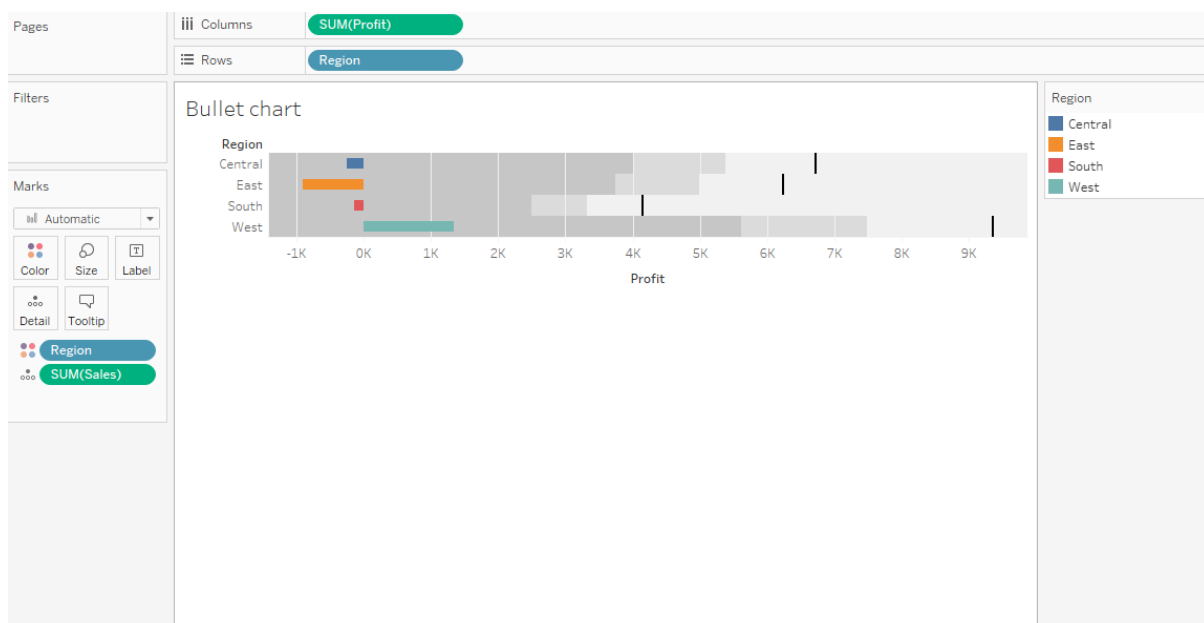 Pages
Columns
SUM(Profit)
Rows
Region
Filters
Marks
Automatic
Color
Size
Label
Detail
Tooltip
Region
SUM(Sales)
Bullet chart
Region
Central
East
South
West
-1K 0K 1K 2K 3K 4K 5K 6K 7K 8K 9K
Profit
Region
Central
East
South
West